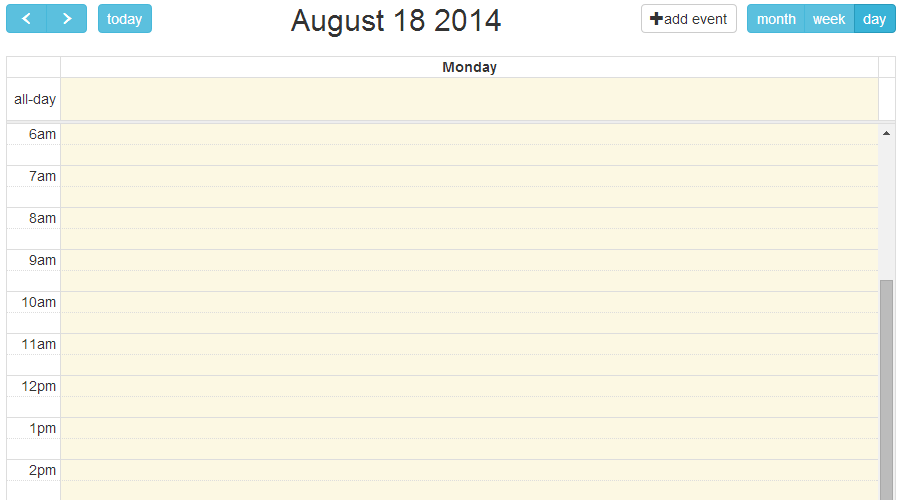 today
August 18 2014
add event
month week day
Monday
all-day
6am
7am
8am
9am
10am
11am
12pm
1pm
2pm